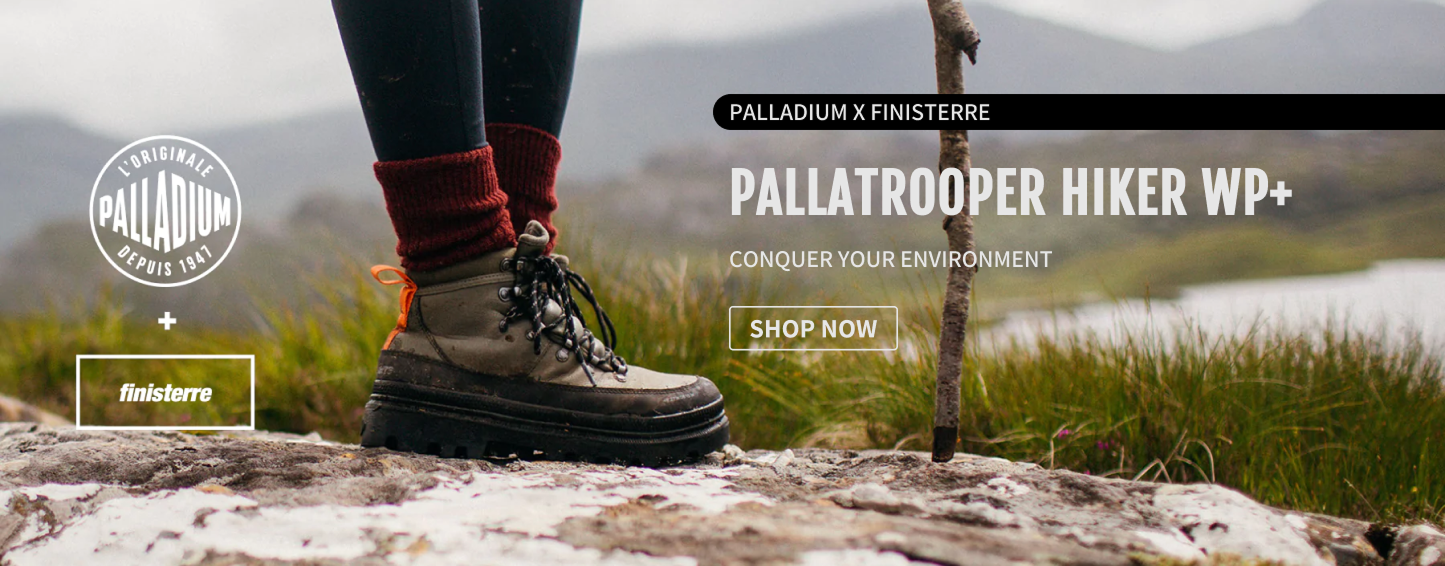 L'ORIGINALE
PALLADIUM
DEPUIS 1947
+
finisterre
PALLADIUM X FINISTERRE
PALLATROOPER HIKER WP+
CONQUER YOUR ENVIRONMENT
SHOP NOW